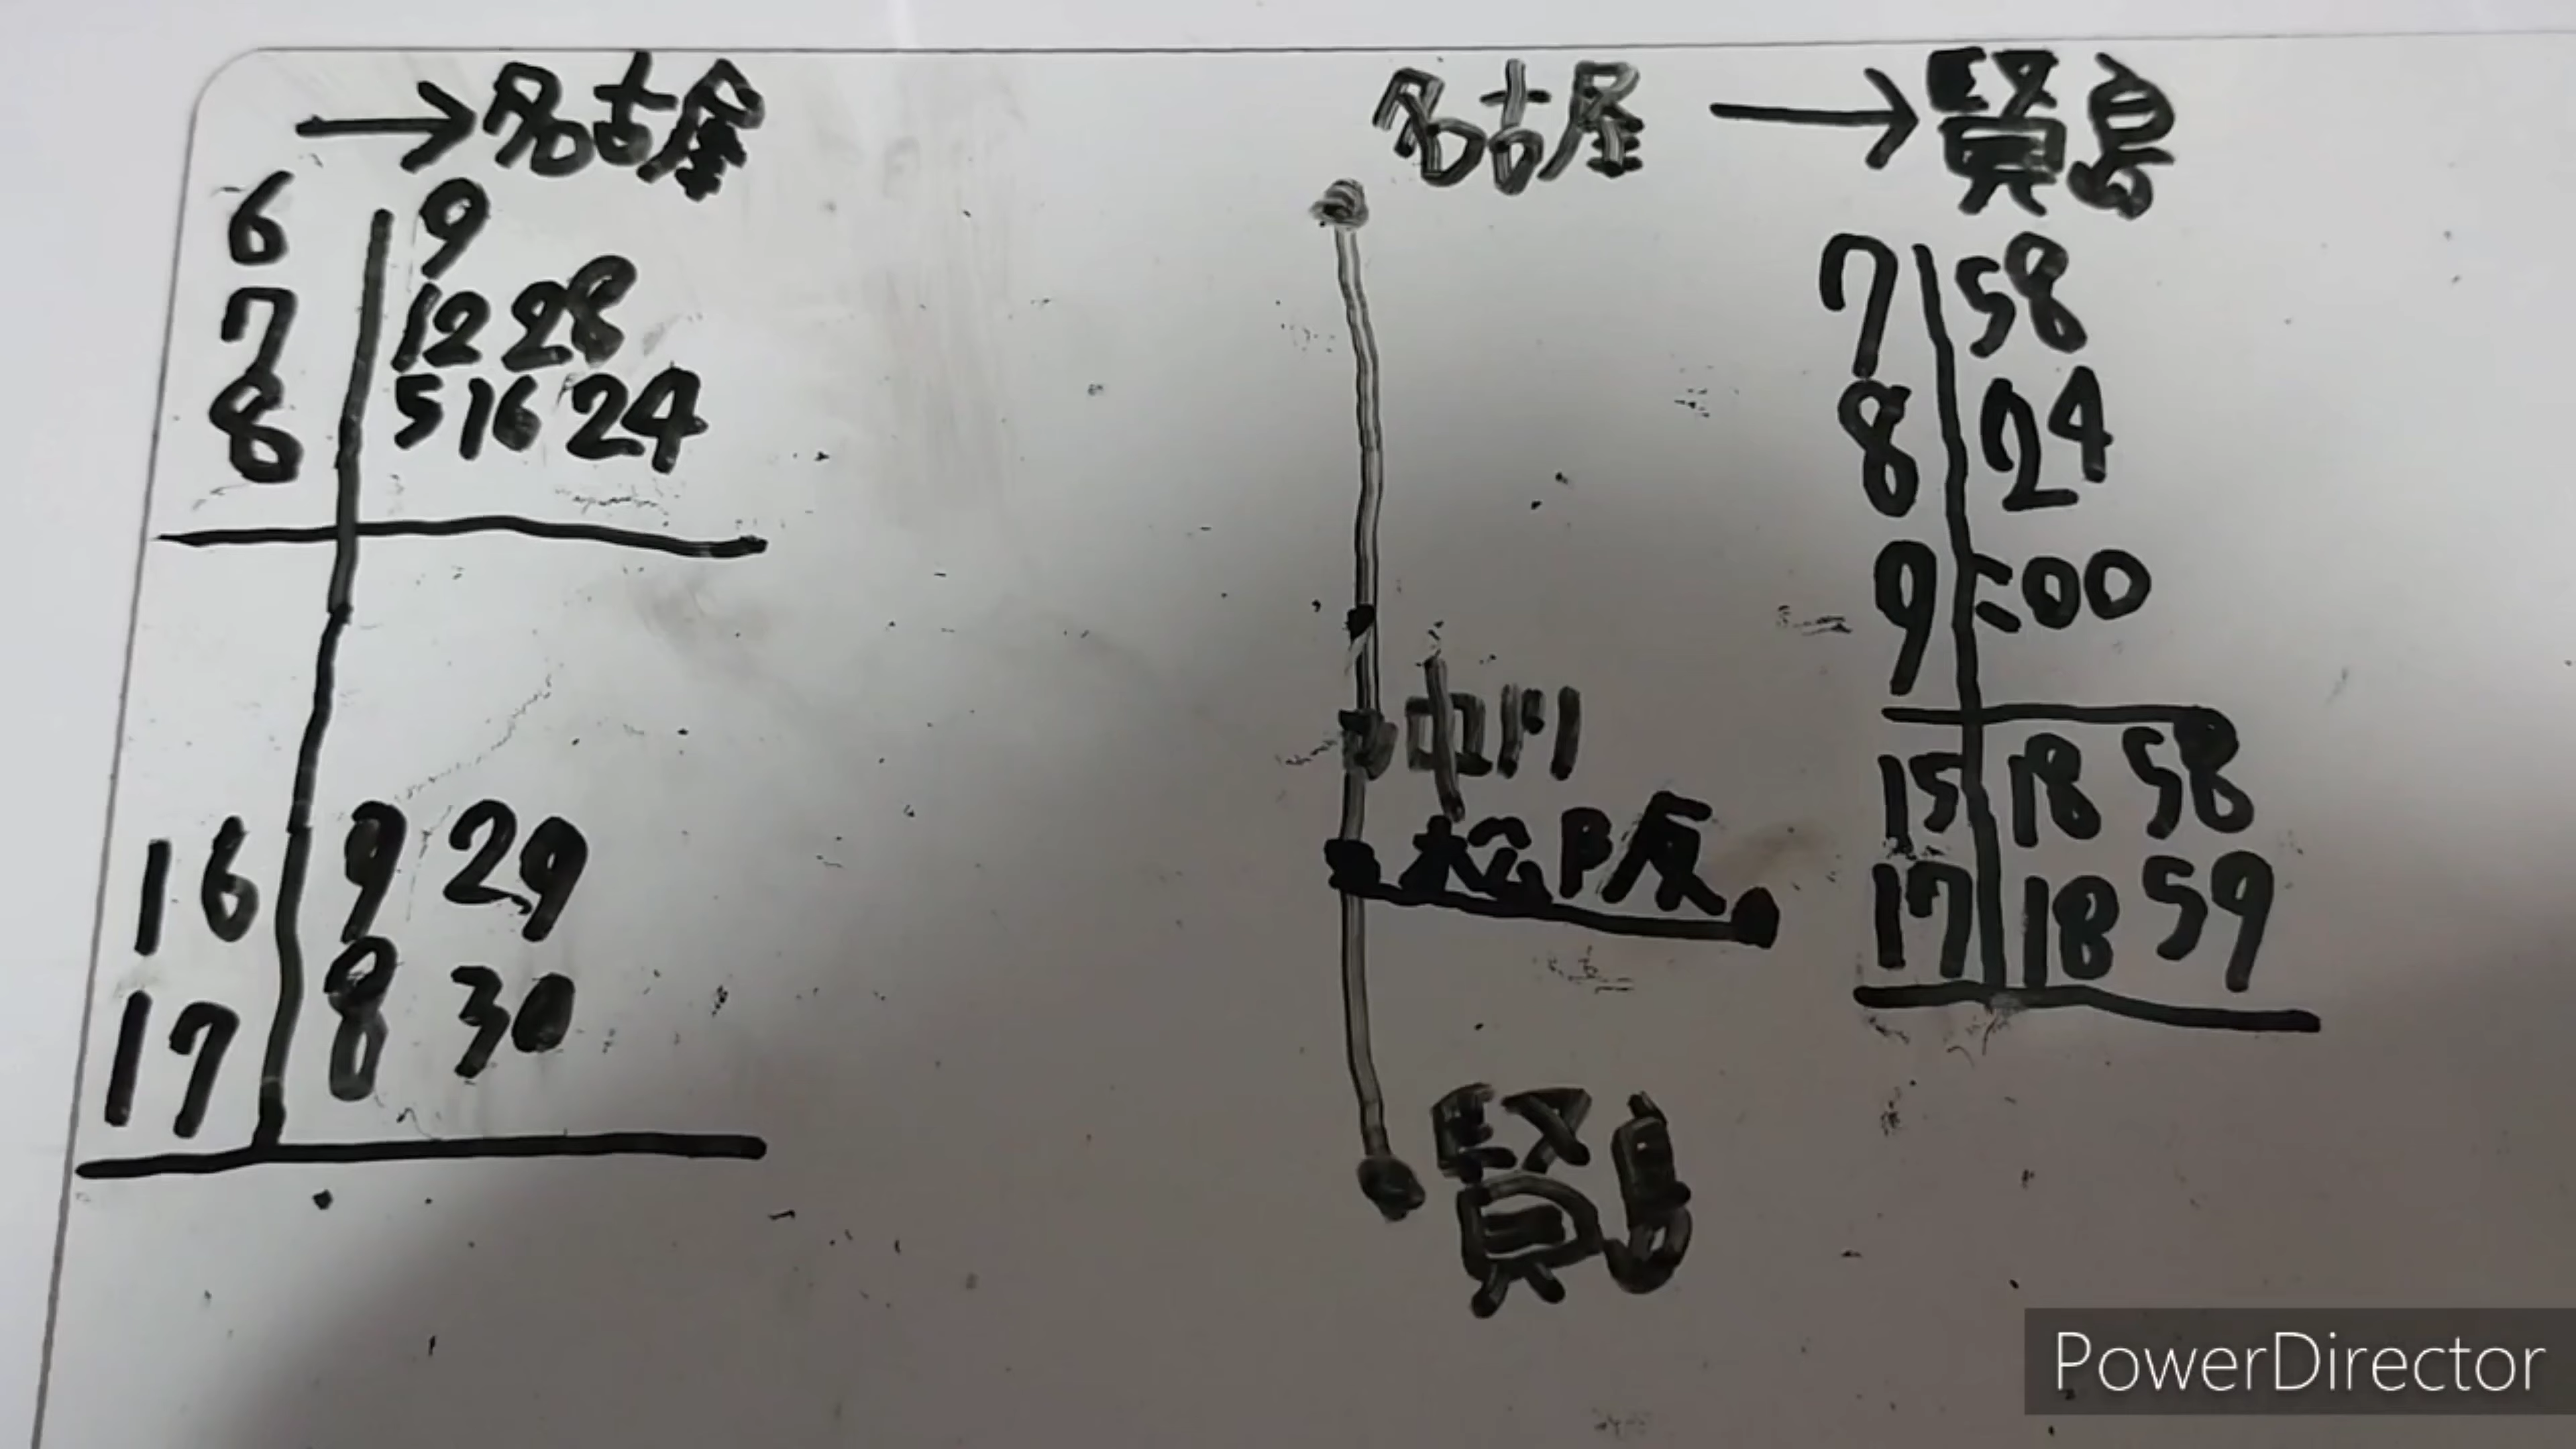 →名古屋
6 9
7 12 28
8 5 16 24
16 9 29
17 8 30
名古屋
中川
松阪
賢島
→賢島
7 58
8 24
9 :00
15 18 58
17 18 59
PowerDirector